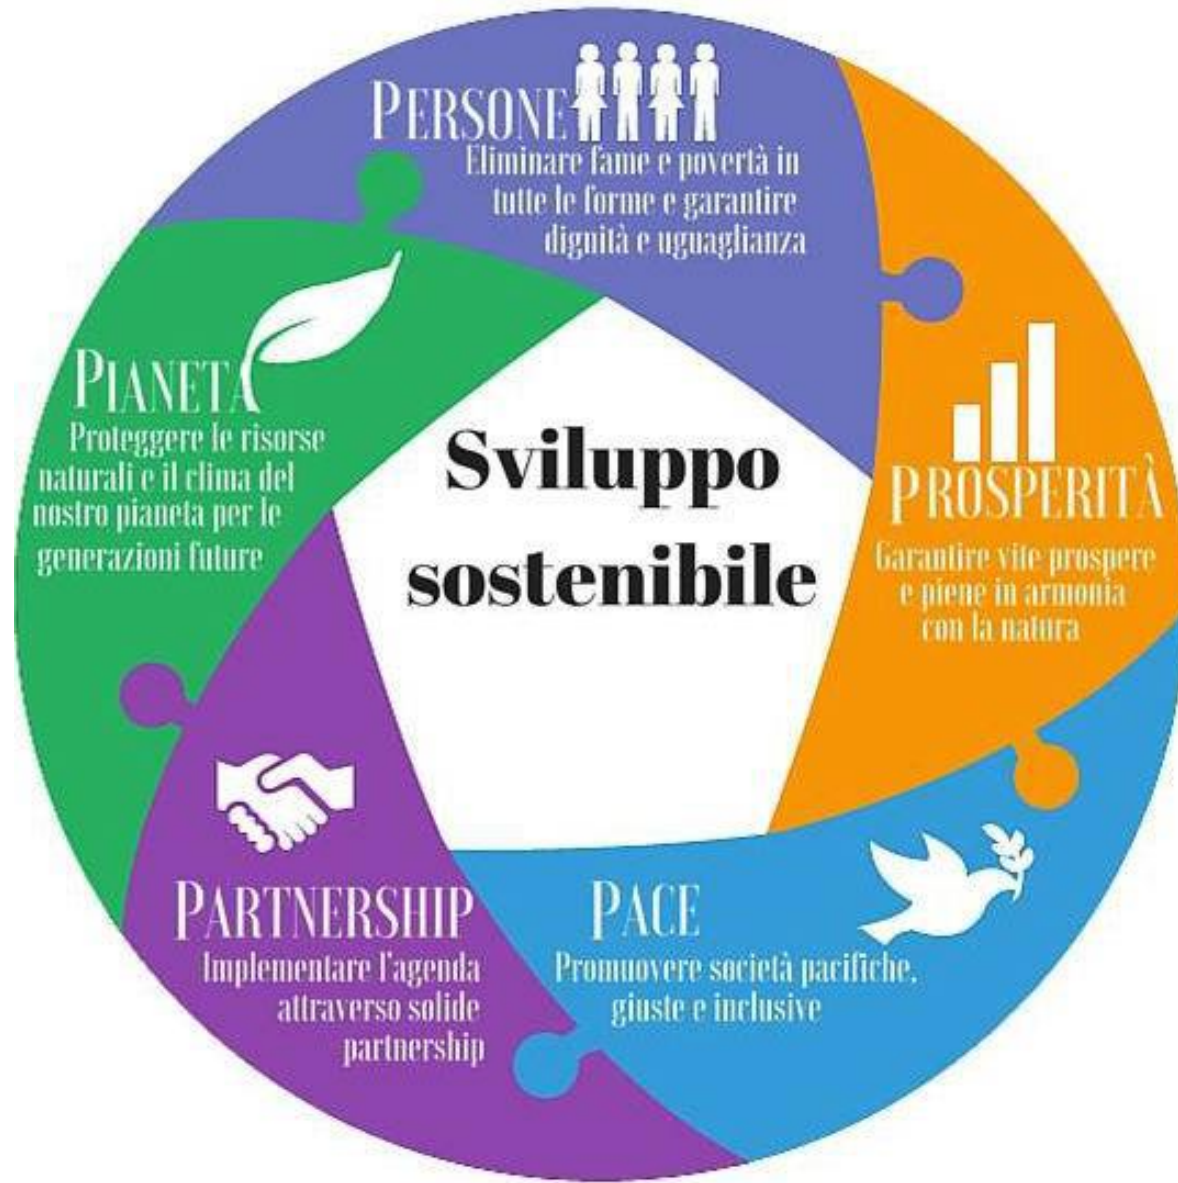 PERSONE
Eliminare fame e povertà in
tutte le forme e garantire
dignità e uguaglianza
PROSPERITÀ
Garantire vite prospere
e piene in armonia
con la natura
PACE
Promuovere società pacifiche,
giuste e inclusive
PARTNERSHIP
Implementare l'agenda
attraverso solide
partnership
PIANETA
Proteggere le risorse
naturali e il clima del
nostro pianeta per le
generazioni future
Sviluppo
sostenibile